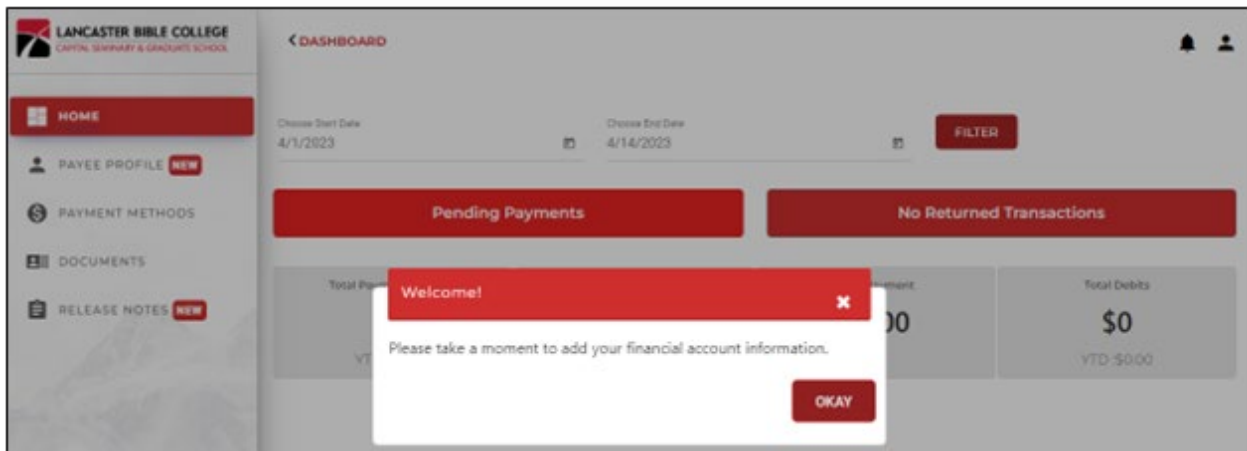 LANCASTER BIBLE COLLEGE
CAPITAL SEMINARY & GRADUATE SCHOOL
DASHBOARD
HOME
PAYEE PROFILE NEW
PAYMENT METHODS
DOCUMENTS
RELEASE NOTES NEW
Choose Start Date
4/1/2023
Choose End Date
4/14/2023
FILTER
Pending Payments
No Returned Transactions
Total
Total Debits
$0
YTD :$0.00
Welcome!
Please take a moment to add your financial account information.
OKAY